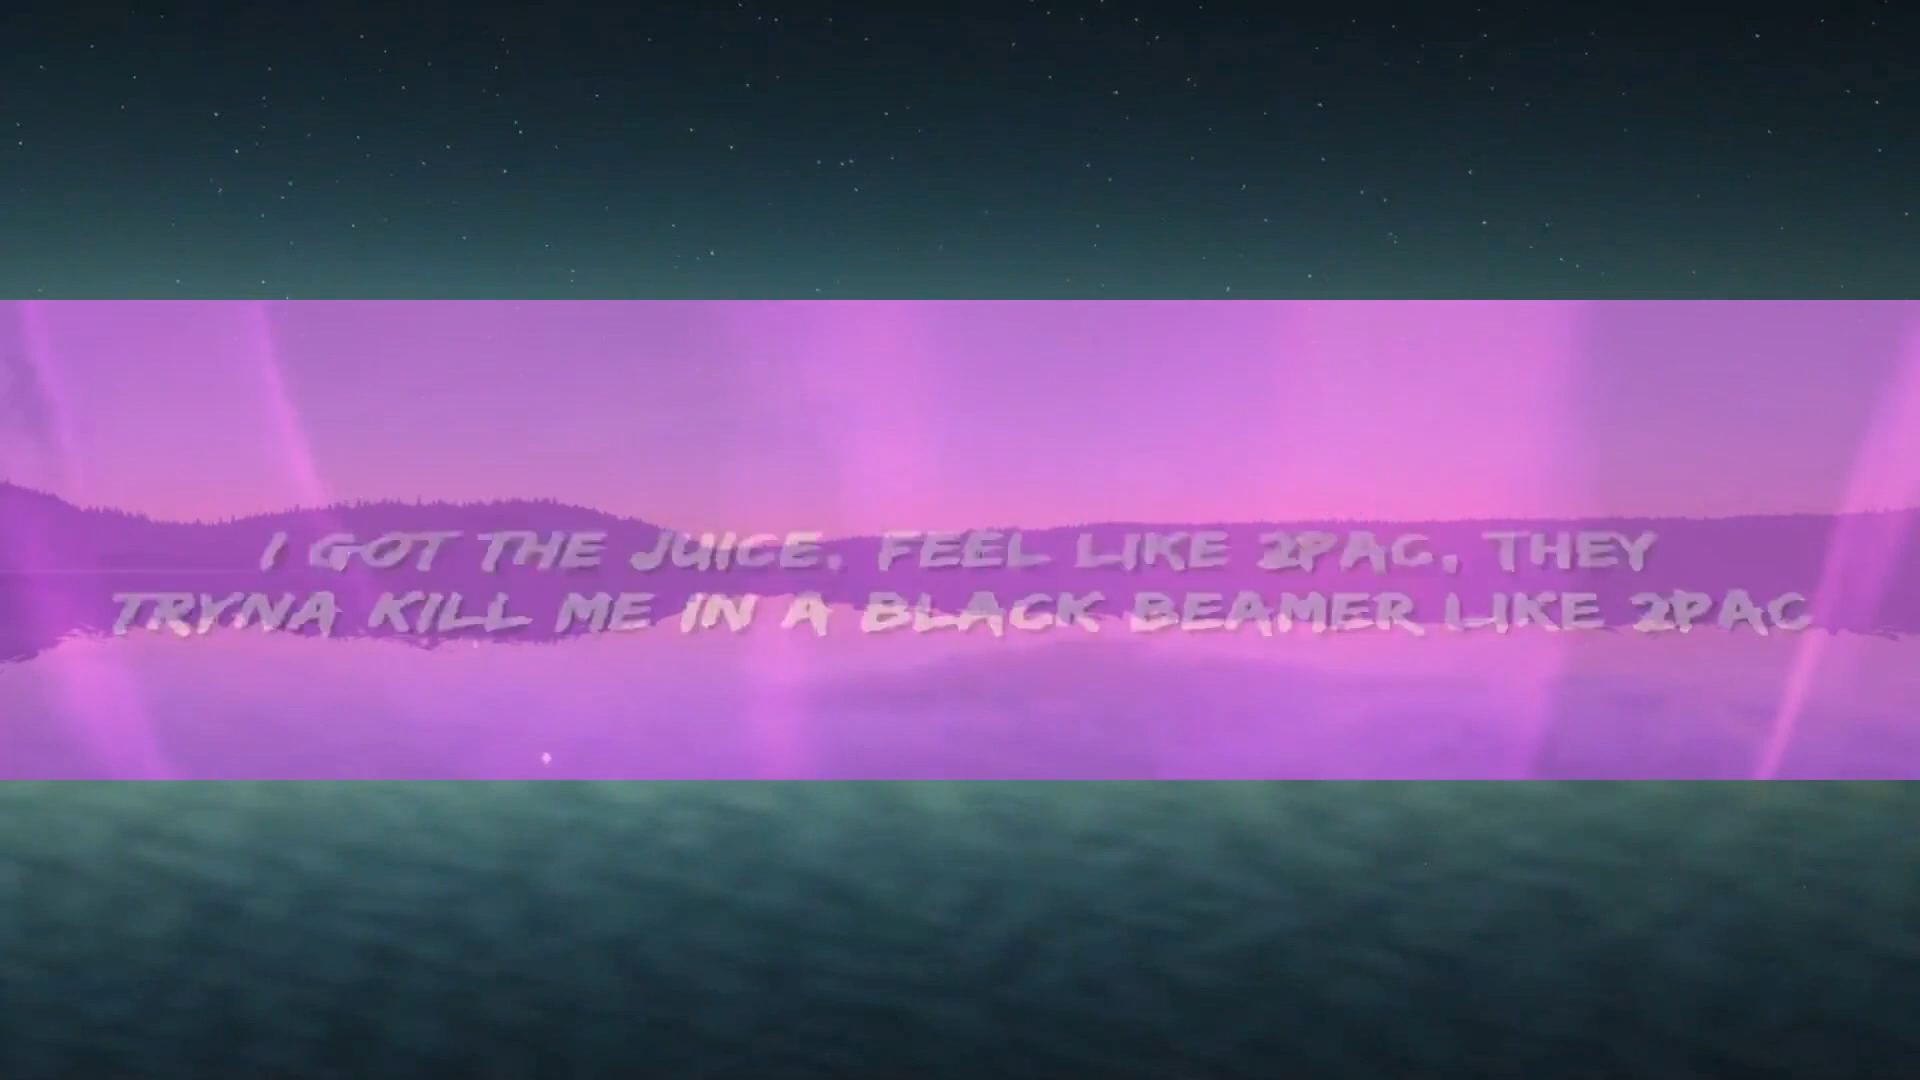 I GOT THE JUICE, FEEL LIKE 2PAC, THEY
TRYNA KILL ME IN A BLACK BEAMER LIKE 2PAC